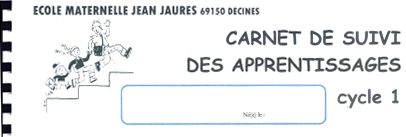 ECOLE MATERNELLE JEAN JAURES 69150 DECINES
CARNET DE SUIVI
DES APPRENTISSAGES
cycle 1
Né(e) le :